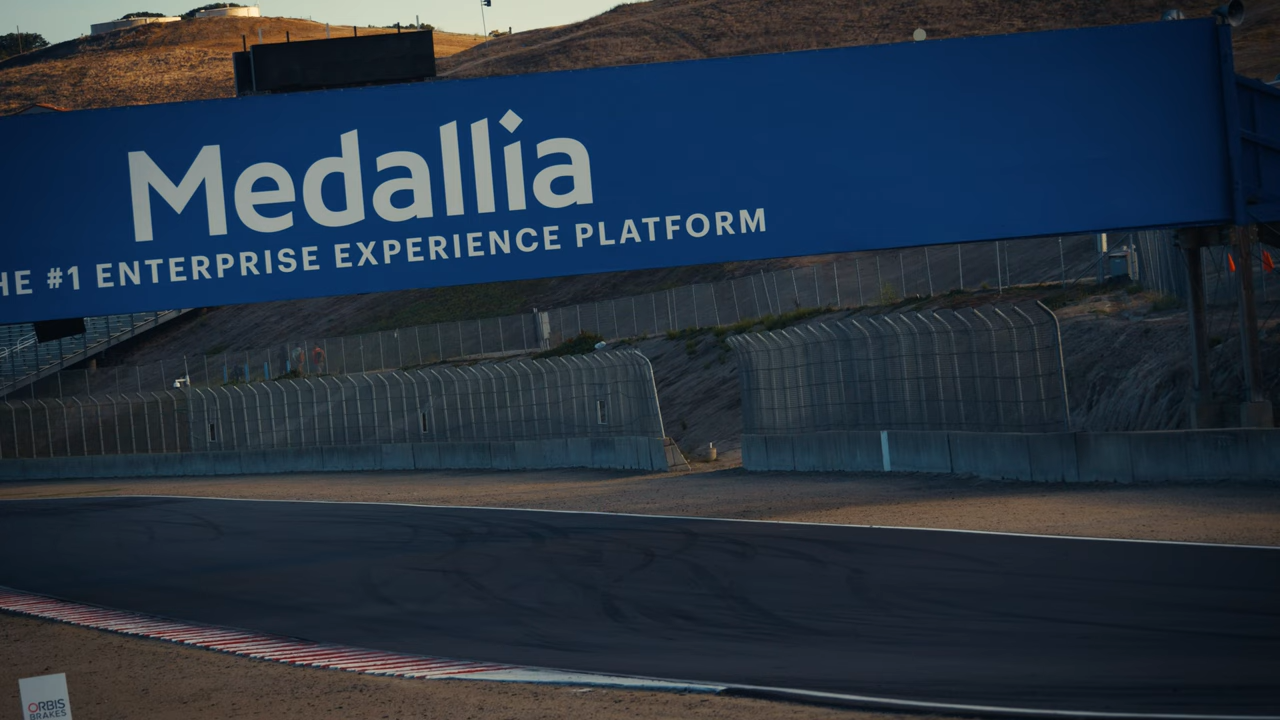 Medallia
HE #1 ENTERPRISE EXPERIENCE PLATFORM
ORBIS
BRAKES